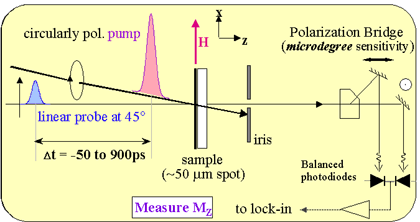 circularly pol. pump
H
x
z
Polarization Bridge
(microdegree sensitivity)
linear probe at 45°
Δt = -50 to 900ps
sample
(~50 μm spot)
iris
Balanced
photodiodes
Measure MZ
to lock-in